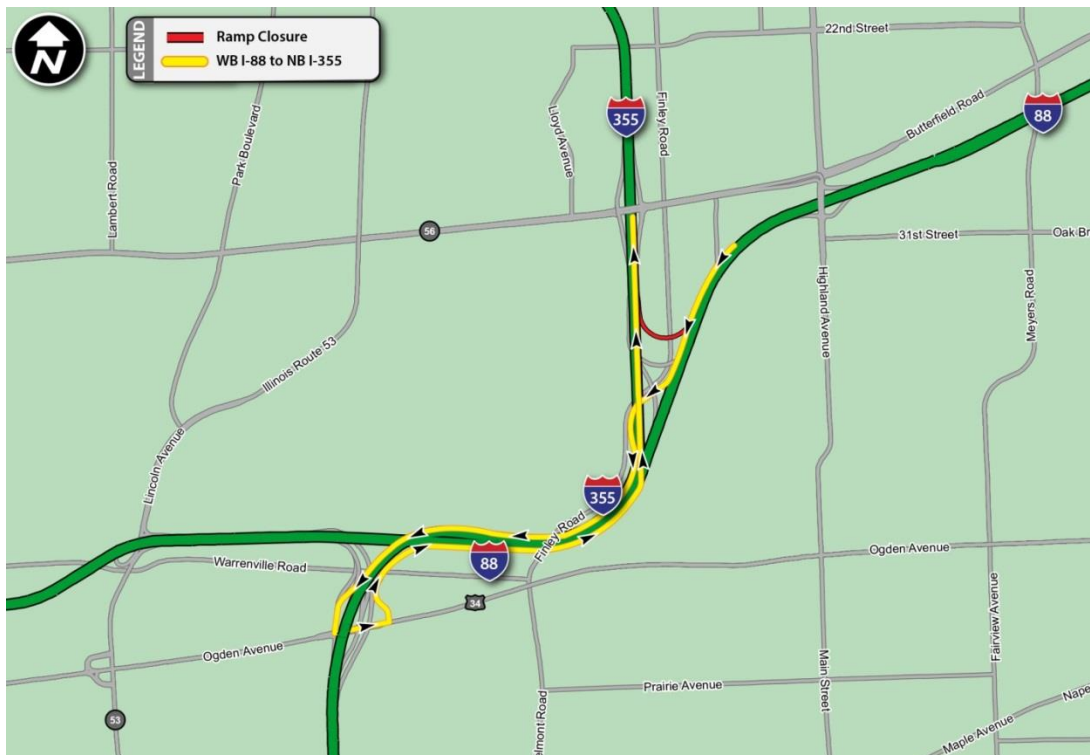 N
LEGEND
Ramp Closure
WB I-88 to NB I-355
22nd Street
355
Finley Road
Lloyd Avenue
Butterfield Road
88
Lambert Road
Park Boulevard
56
31st Street
Oak Br
Highland Avenue
Meyers Road
Illinois Route 53
Lincoln Avenue
355
Finley Road
Ogden Avenue
Warrenville Road
88
34
Ogden Avenue
Fairview Avenue
Main Street
Prairie Avenue
53
elmont Road
Maple Avenue
Nape